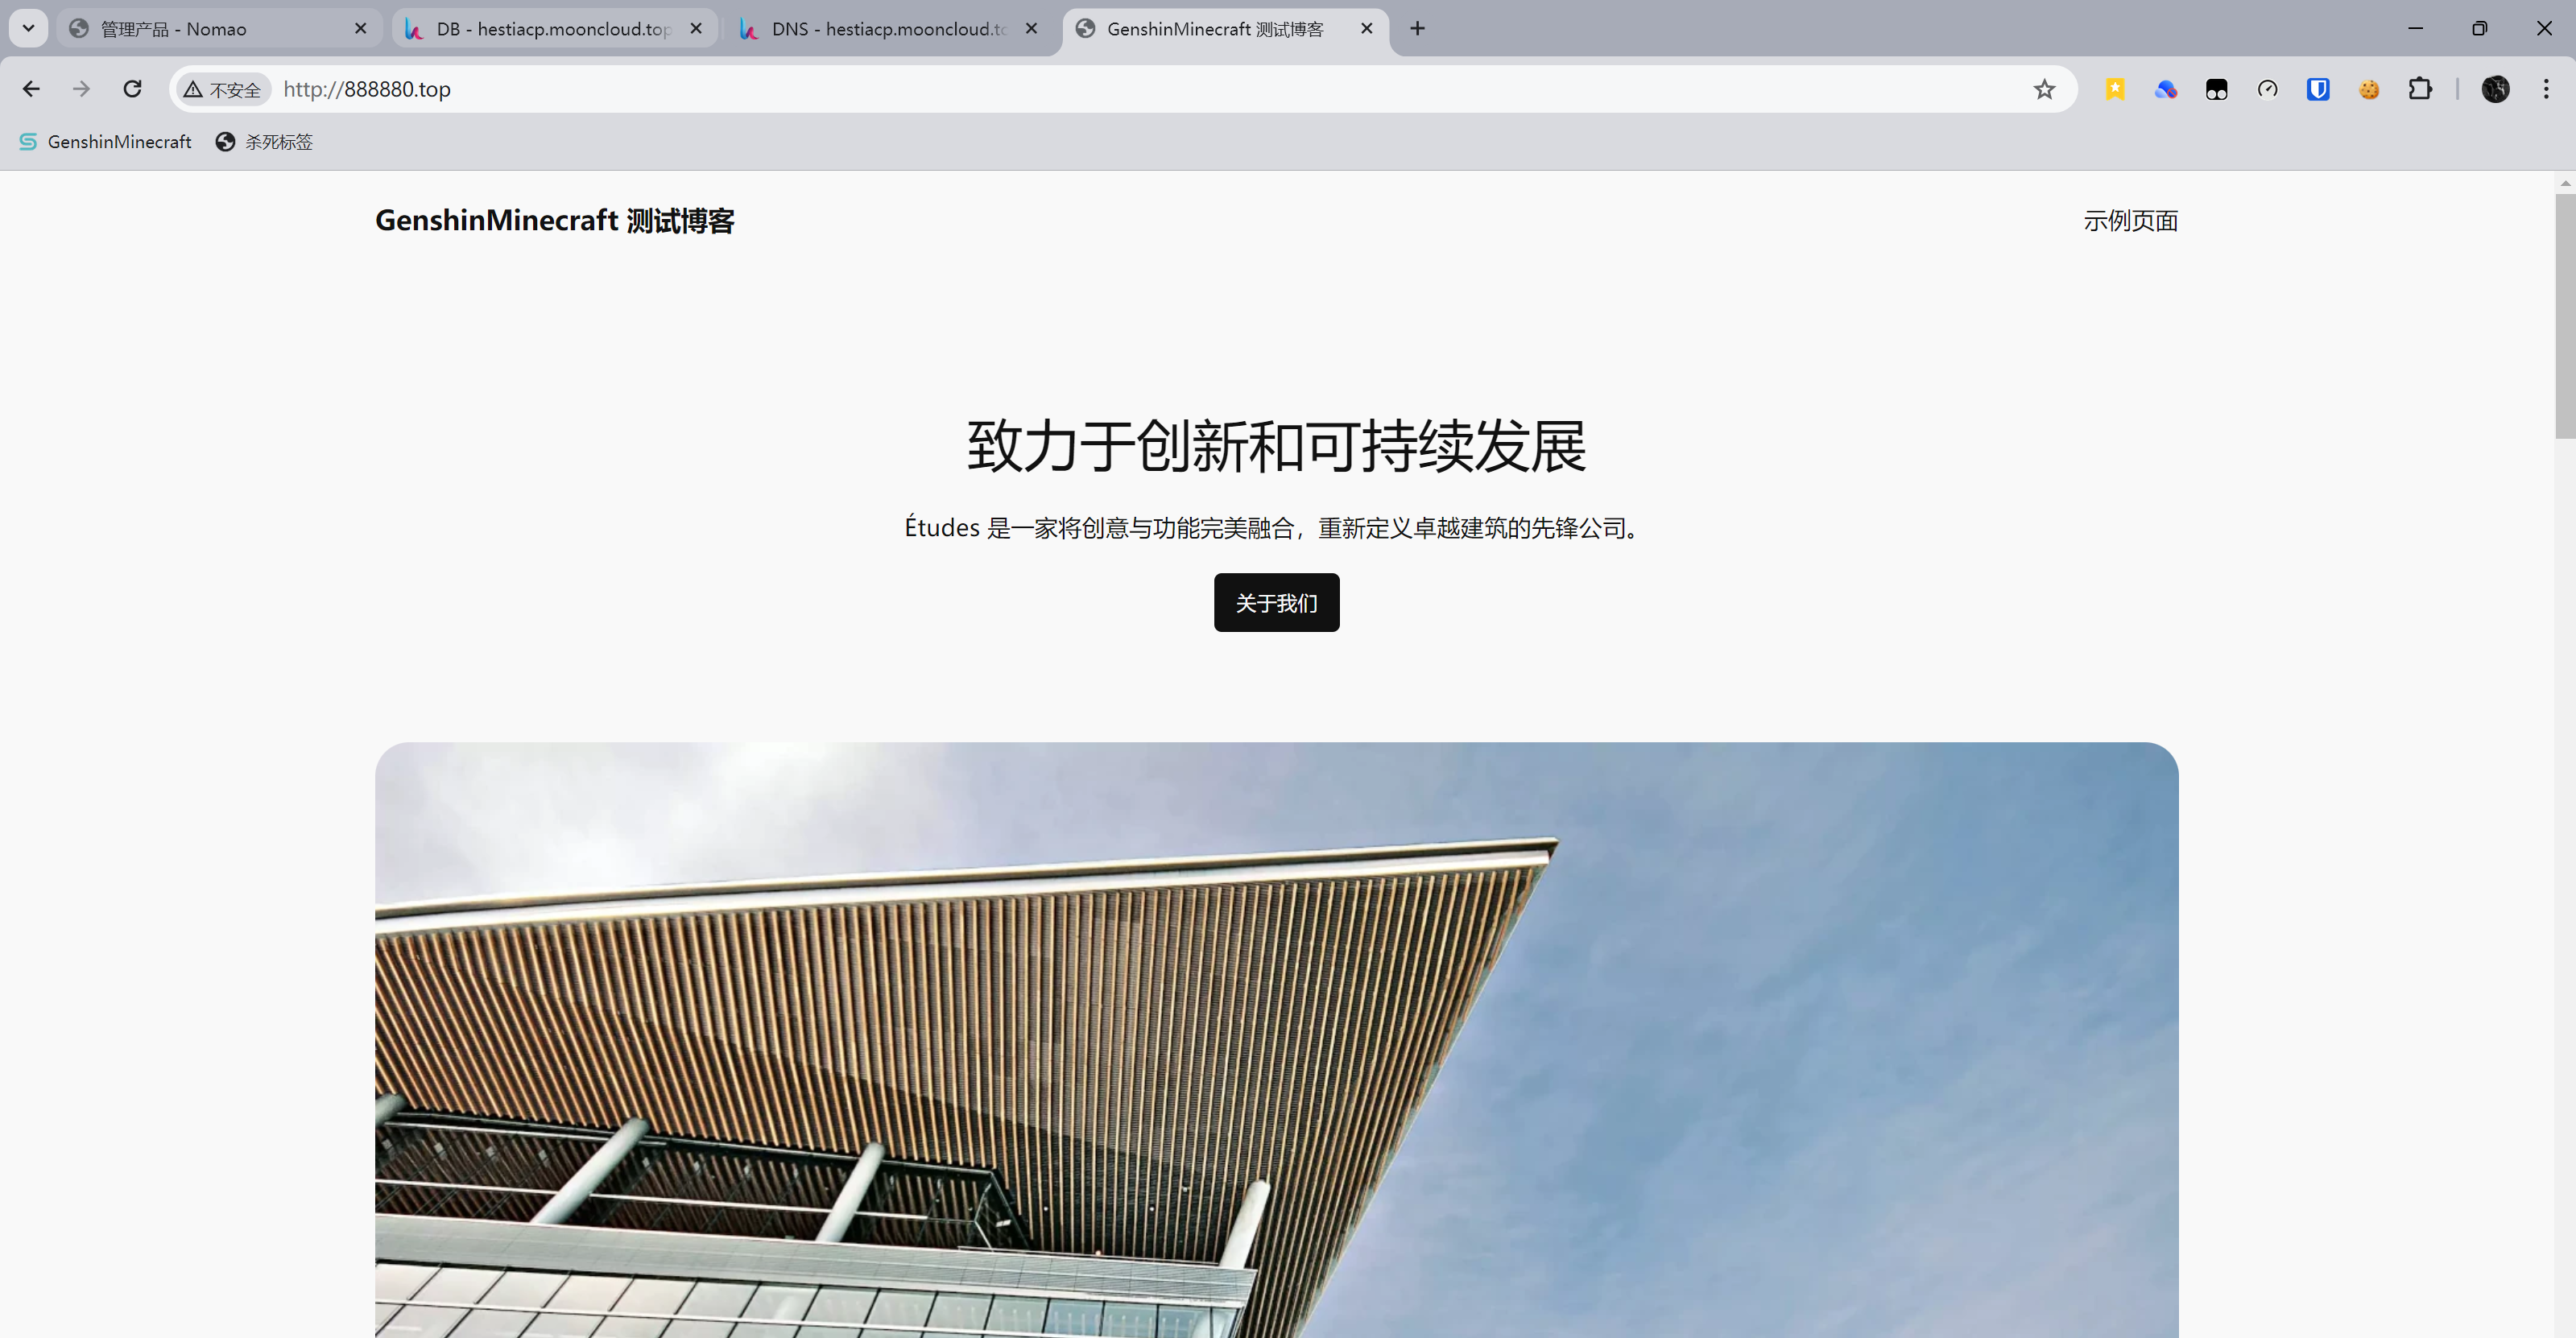 管理产品 - Nomao
DB - hestiacp.mooncloud.top
DNS - hestiacp.mooncloud.to
GenshinMinecraft 测试博客
不安全
http://888880.top
GenshinMinecraft
杀死标签
GenshinMinecraft 测试博客
示例页面
致力于创新和可持续发展
Études 是一家将创意与功能完美融合，重新定义卓越建筑的先锋公司。
关于我们